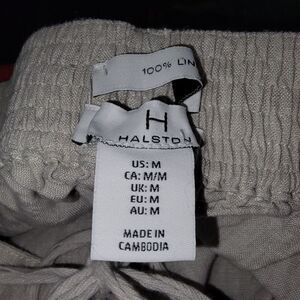 100% LIN
H
HALSTON
US: M
CA: M/M
UK: M
EU: M
AU: M
MADE IN
CAMBODIA